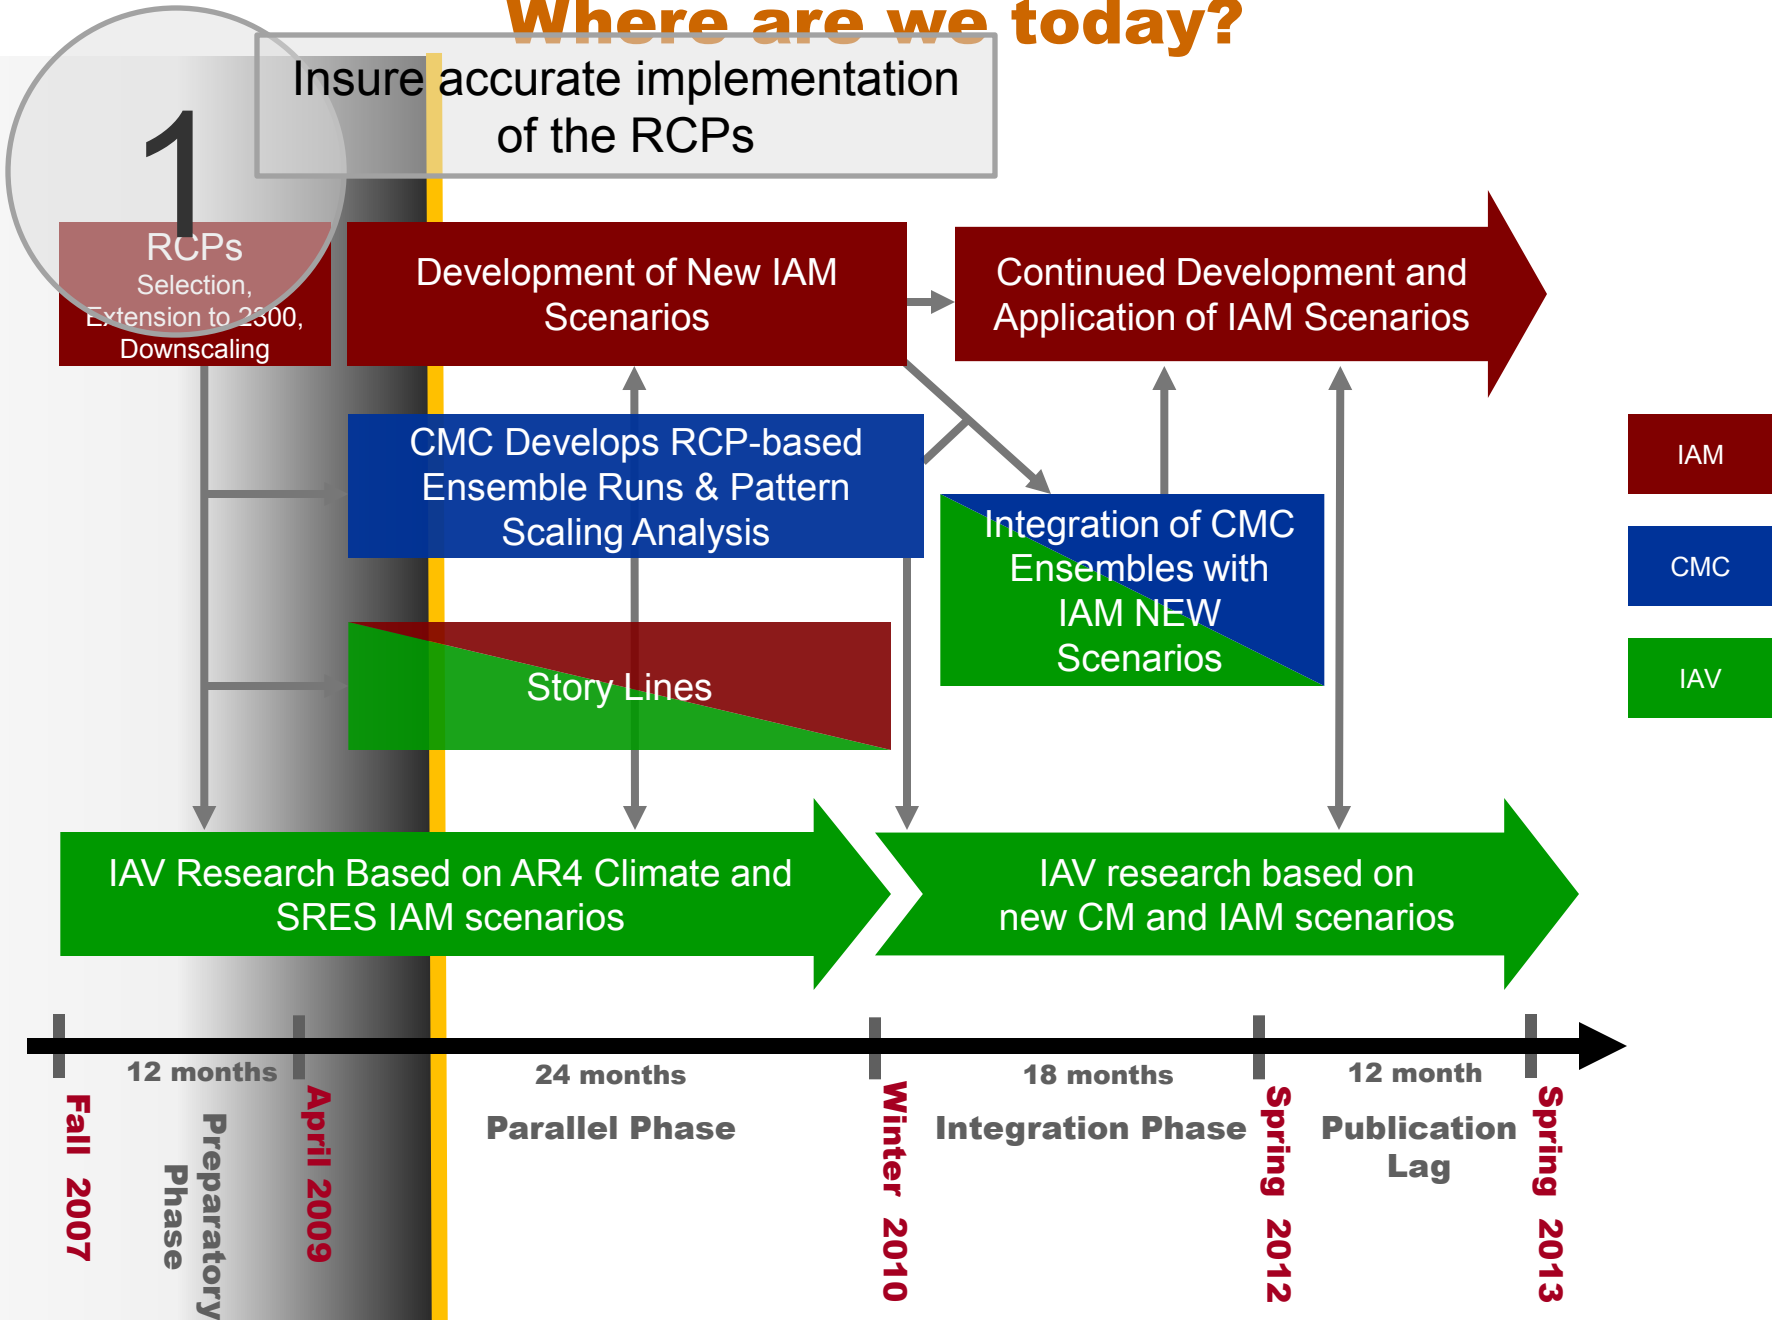 Where are we today?
Insure accurate implementation
of the RCPs
1
RCPs
Selection,
Extension to 2300,
Downscaling
Development of New IAM
Scenarios
Continued Development and
Application of IAM Scenarios
CMC Develops RCP-based
Ensemble Runs & Pattern
Scaling Analysis
Integration of CMC
Ensembles with
IAM NEW
Scenarios
Story Lines
IAM
CMC
IAV
IAV Research Based on AR4 Climate and
SRES IAM scenarios
IAV research based on
new CM and IAM scenarios
12 months
24 months
18 months
12 month
Fall 2007
Preparatory
Phase
April 2009
Parallel Phase
Winter 2010
Integration Phase
Spring 2012
Publication
Lag
Spring 2013